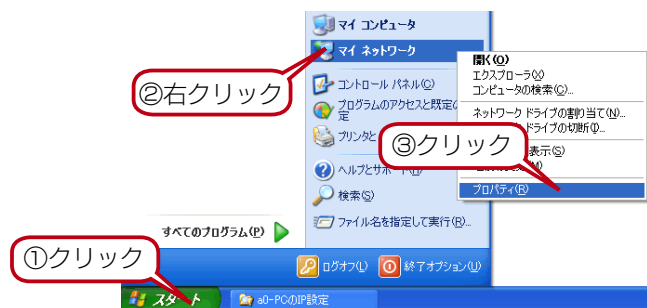 マイ コンピュータ
マイ ネットワーク
②右クリック
開く(O)
エクスプローラ(X)
コンピュータの検索(C)...
ネットワーク ドライブの割り当て(N)...
ドライブの切断(D)...
表示(S)
(M)
プロパティ(R)
③クリック
コントロール パネル(C)
プログラムのアクセスと既定の
定
プリンタと
ヘルプとサポート(H)
検索(S)
ファイル名を指定して実行(R)...
すべてのプログラム(P)
①クリック
ログオフ(L)
終了オプション(U)
スタート
a0-PCのIP設定